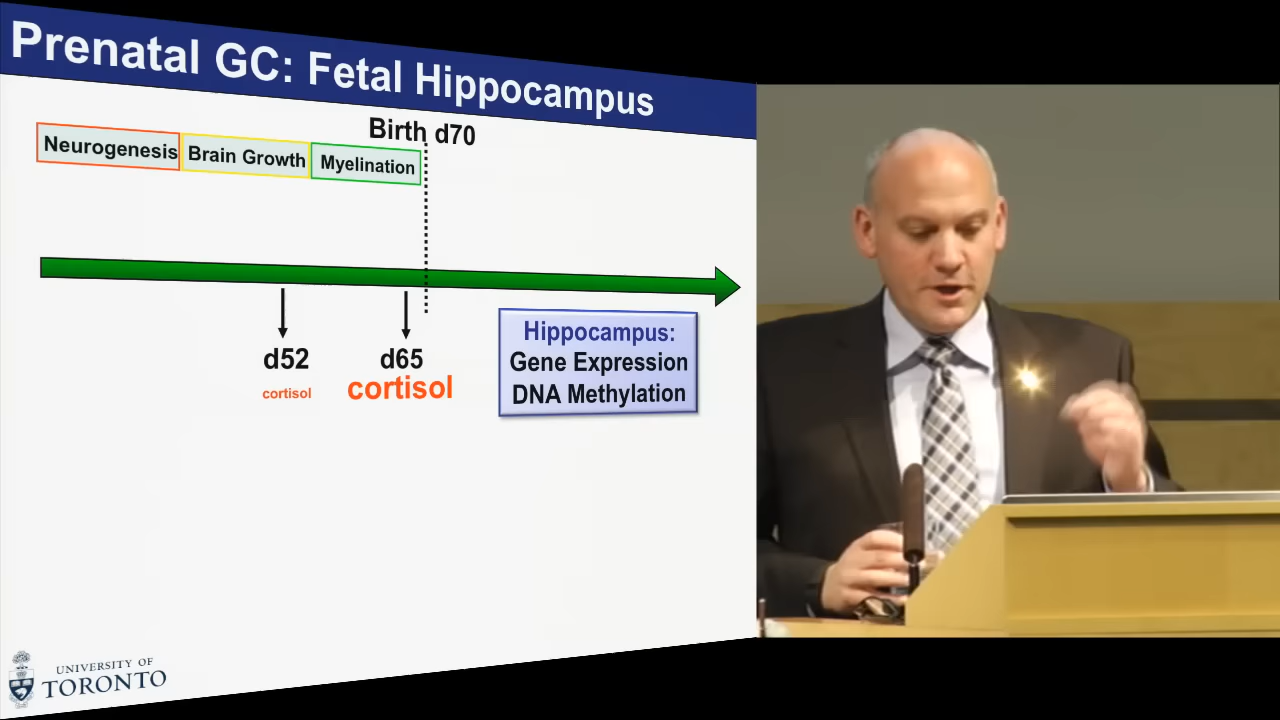 Prenatal GC: Fetal Hippocampus
Birth d70
Neurogenesis
Brain Growth
Myelination
d52
cortisol
d65
cortisol
Hippocampus:
Gene Expression
DNA Methylation
UNIVERSITY OF
TORONTO